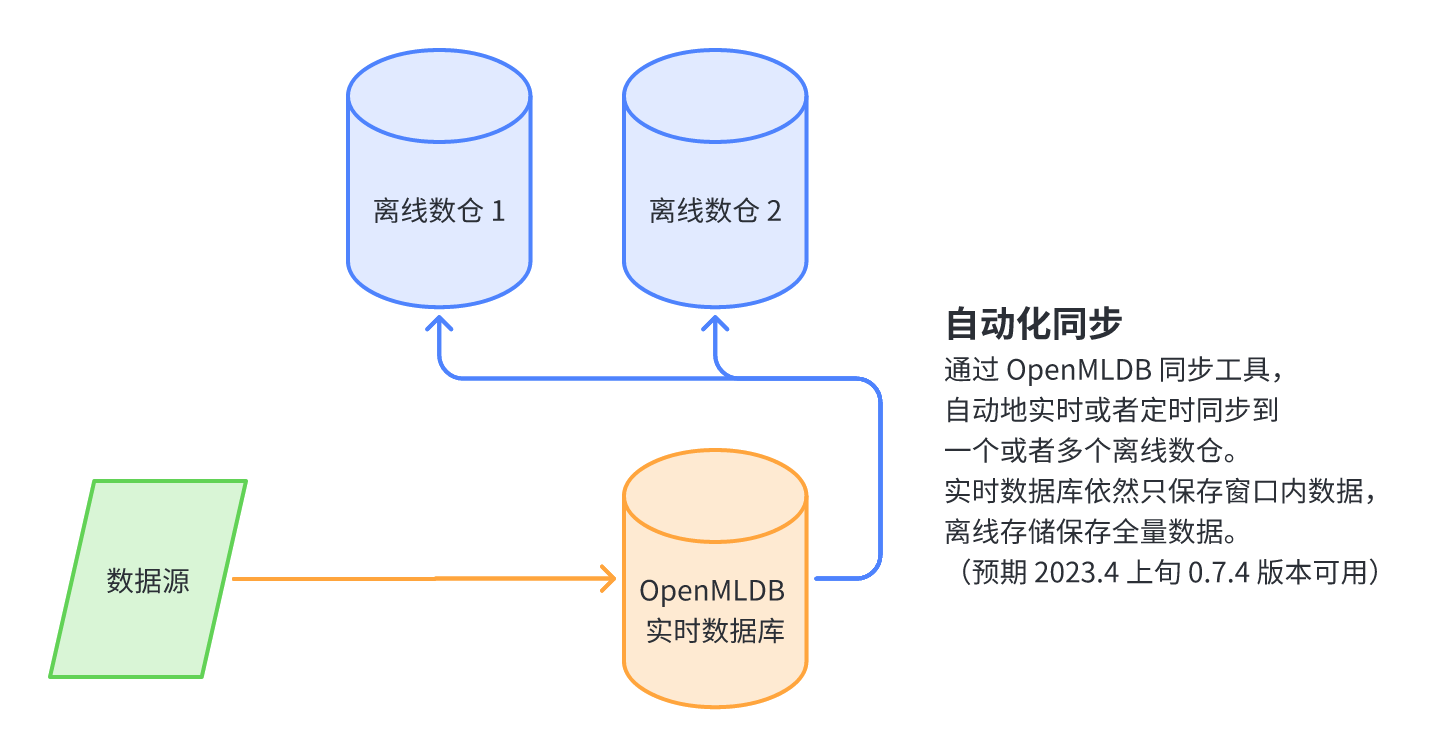 离线数仓 1
离线数仓 2
自动化同步
通过 OpenMLDB 同步工具，
自动地实时或者定时同步到
一个或者多个离线数仓。
实时数据库依然只保存窗口内数据，
离线存储保存全量数据。
（预期 2023.4 上旬 0.7.4 版本可用）
数据源
OpenMLDB
实时数据库